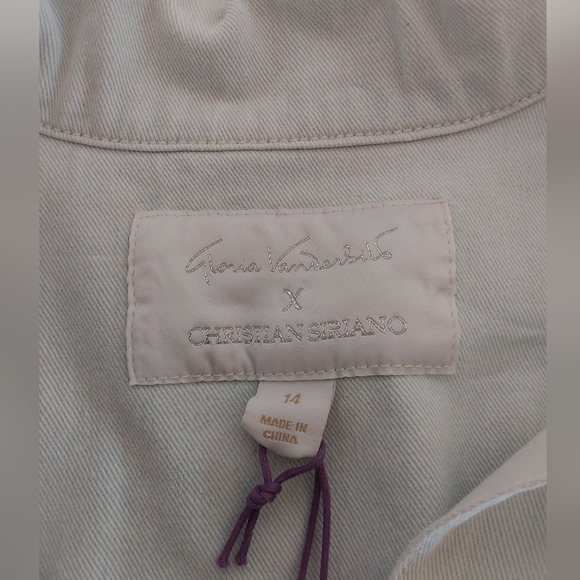 Gloria Vanderbilt
X
CHRISTIAN SIRIANO
14
MADE IN
CHINA